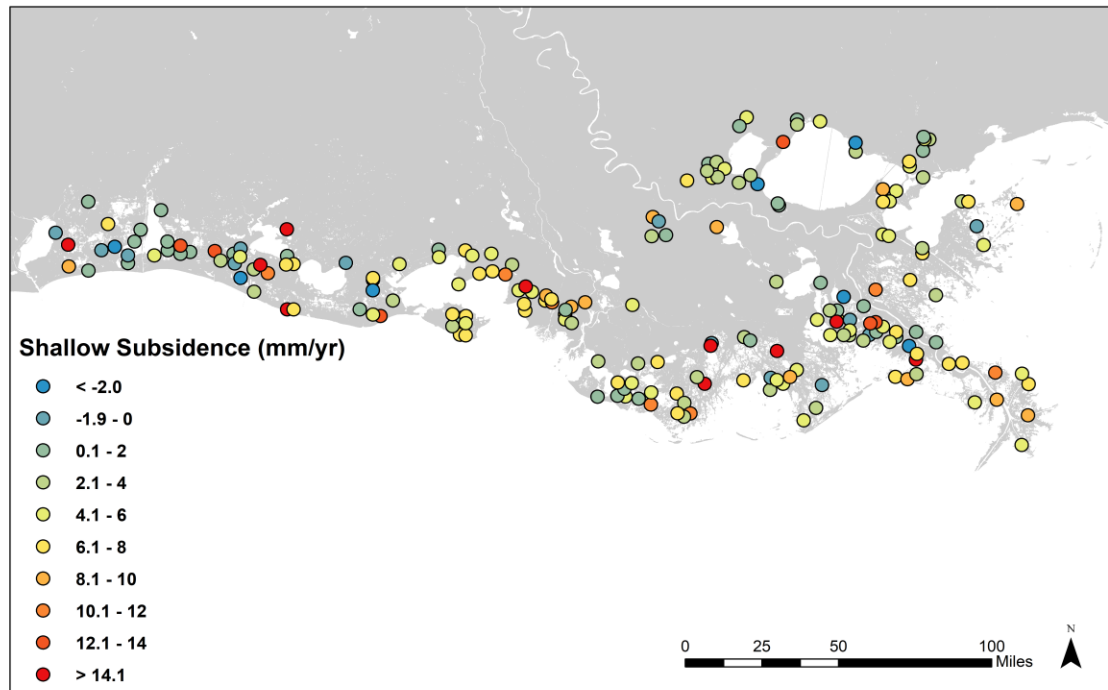 Shallow Subsidence (mm/yr)
< -2.0
-1.9 - 0
0.1 - 2
2.1 - 4
4.1 - 6
6.1 - 8
8.1 - 10
10.1 - 12
12.1 - 14
> 14.1
0 25 50 100
Miles
N